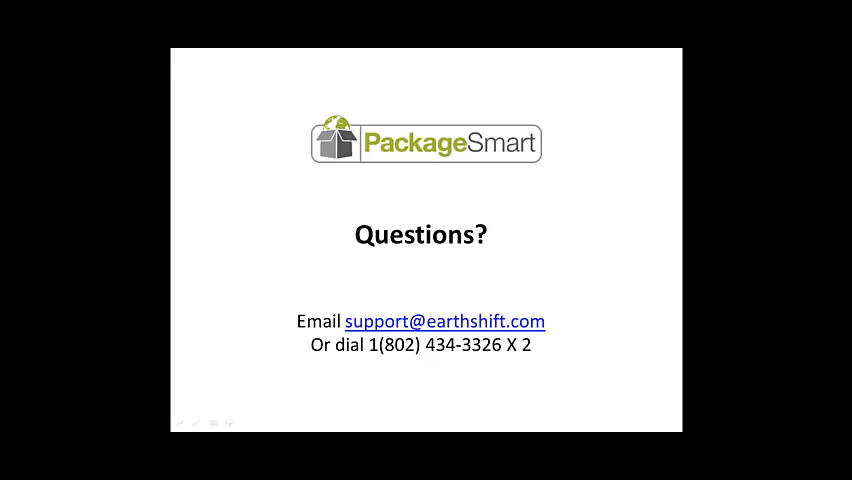 PackageSmart
Questions?
Email support@earthshift.com
Or dial 1(802) 434-3326 X 2